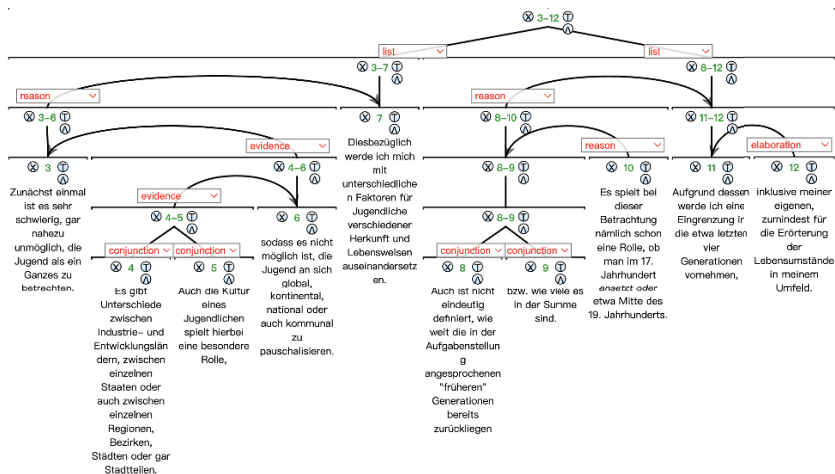 3-12
list
list
3-7
8-12
reason
reason
3-6
7
8-10
11-12
evidence
reason
elaboration
3
4-6
8-9
10
11
12
Zunächst einmal
ist es sehr
schwierig, gar
nahezu
unmöglich, die
Jugend als ein
Ganzes zu
betrachten.
evidence
4-5
6
conjunction
conjunction
4
5
Es gibt
Unterschiede
zwischen
Industrie- und
Entwicklungslän
dern, zwischen
einzelnen
Staaten oder
auch zwischen
einzelnen
Regionen,
Bezirken,
Städten oder gar
Stadtteilen.
Auch die Kultur
eines
Jugendlichen
spielt hierbei
eine besondere
Rolle,
sodass es nicht
möglich ist, die
Jugend an sich
global,
kontinental,
national oder
auch kommunal
zu
pauschalisieren.
Diesbezüglich
werde ich mich
mit
unterschiedliche
n Faktoren für
Jugendliche
verschiedener
Herkunft und
Lebensweisen
auseinandersetz
en.
8-9
conjunction
conjunction
8
9
Auch ist nicht
eindeutig
definiert, wie
weit die in der
Aufgabenstellun
g
angesprochenen
"früheren"
Generationen
bereits
zurückliegen
bzw. wie viele es
in der Summe
sind.
Es spielt bei
dieser
Betrachtung
nämlich schon
eine Rolle, ob
man im 17.
Jahrhundert
ansetzt oder
etwa Mitte des
19. Jahrhunderts.
Aufgrund dessen
werde ich eine
Eingrenzung in
die etwa letzten
vier
Generationen
vornehmen,
inklusive meiner
eigenen,
zumindest für
die Erörterung
der
Lebensumstände
in meinem
Umfeld.